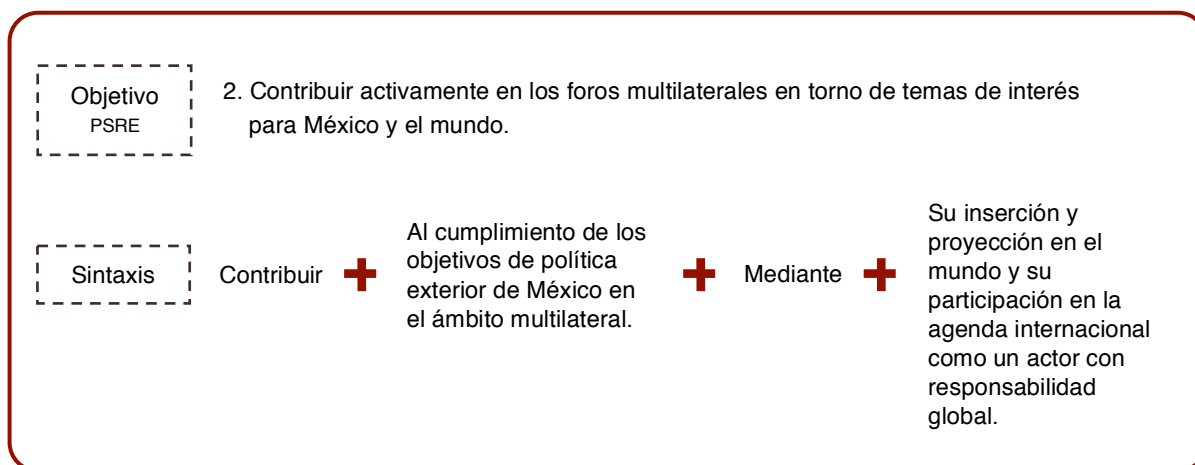 Objetivo
PSRE
2. Contribuir activamente en los foros multilaterales en torno de temas de interés
para México y el mundo.
Sintaxis
Contribuir
+
Al cumplimiento de los
objetivos de política
exterior de México en
el ámbito multilateral.
+
Mediante
+
Su inserción y
proyección en el
mundo y su
participación en la
agenda internacional
como un actor con
responsabilidad
global.